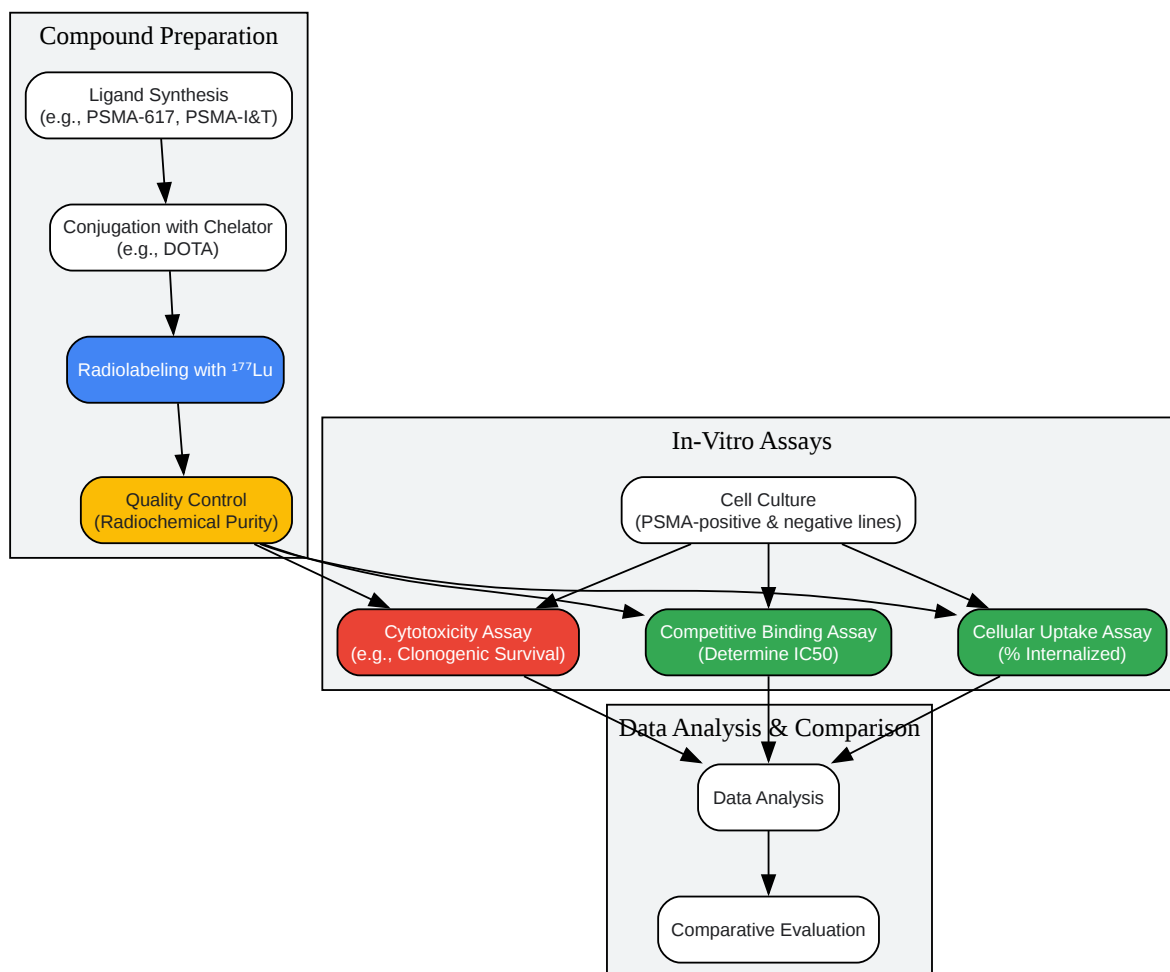 Compound Preparation
Ligand Synthesis
(e.g., PSMA-617, PSMA-I&T)
Conjugation with Chelator
(e.g., DOTA)
Radiolabeling with ¹⁷⁷Lu
Quality Control
(Radiochemical Purity)
In-Vitro Assays
Cell Culture
(PSMA-positive & negative lines)
Cytotoxicity Assay
(e.g., Clonogenic Survival)
Competitive Binding Assay
(Determine IC50)
Cellular Uptake Assay
(% Internalized)
Data Analysis & Comparison
Data Analysis
Comparative Evaluation